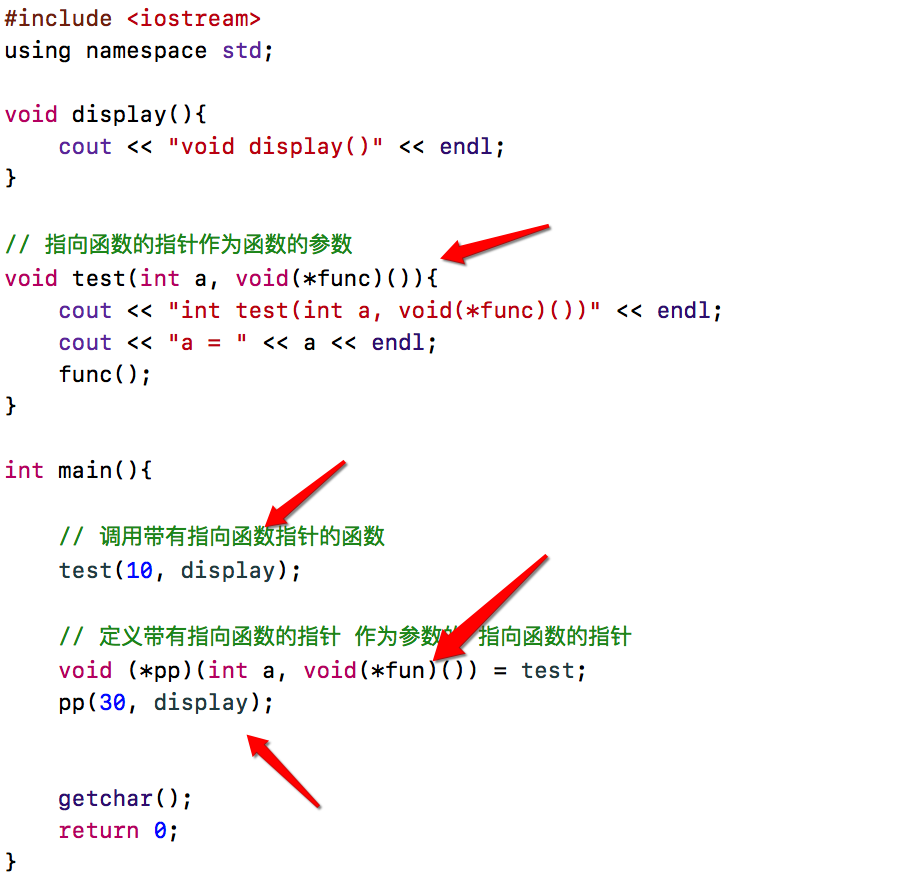 #include <iostream>
using namespace std;
void display(){
cout << "void display()" << endl;
}
// 指向函数的指针作为函数的参数
void test(int a, void(*func)()){
cout << "int test(int a, void(*func)())" << endl;
cout << "a = " << a << endl;
func();
}
int main(){
// 调用带有指向函数指针的函数
test(10, display);
// 定义带有指向函数的指针 作为参数的 指向函数的指针
void (*pp)(int a, void(*fun)()) = test;
pp(30, display);
getchar();
return 0;
}